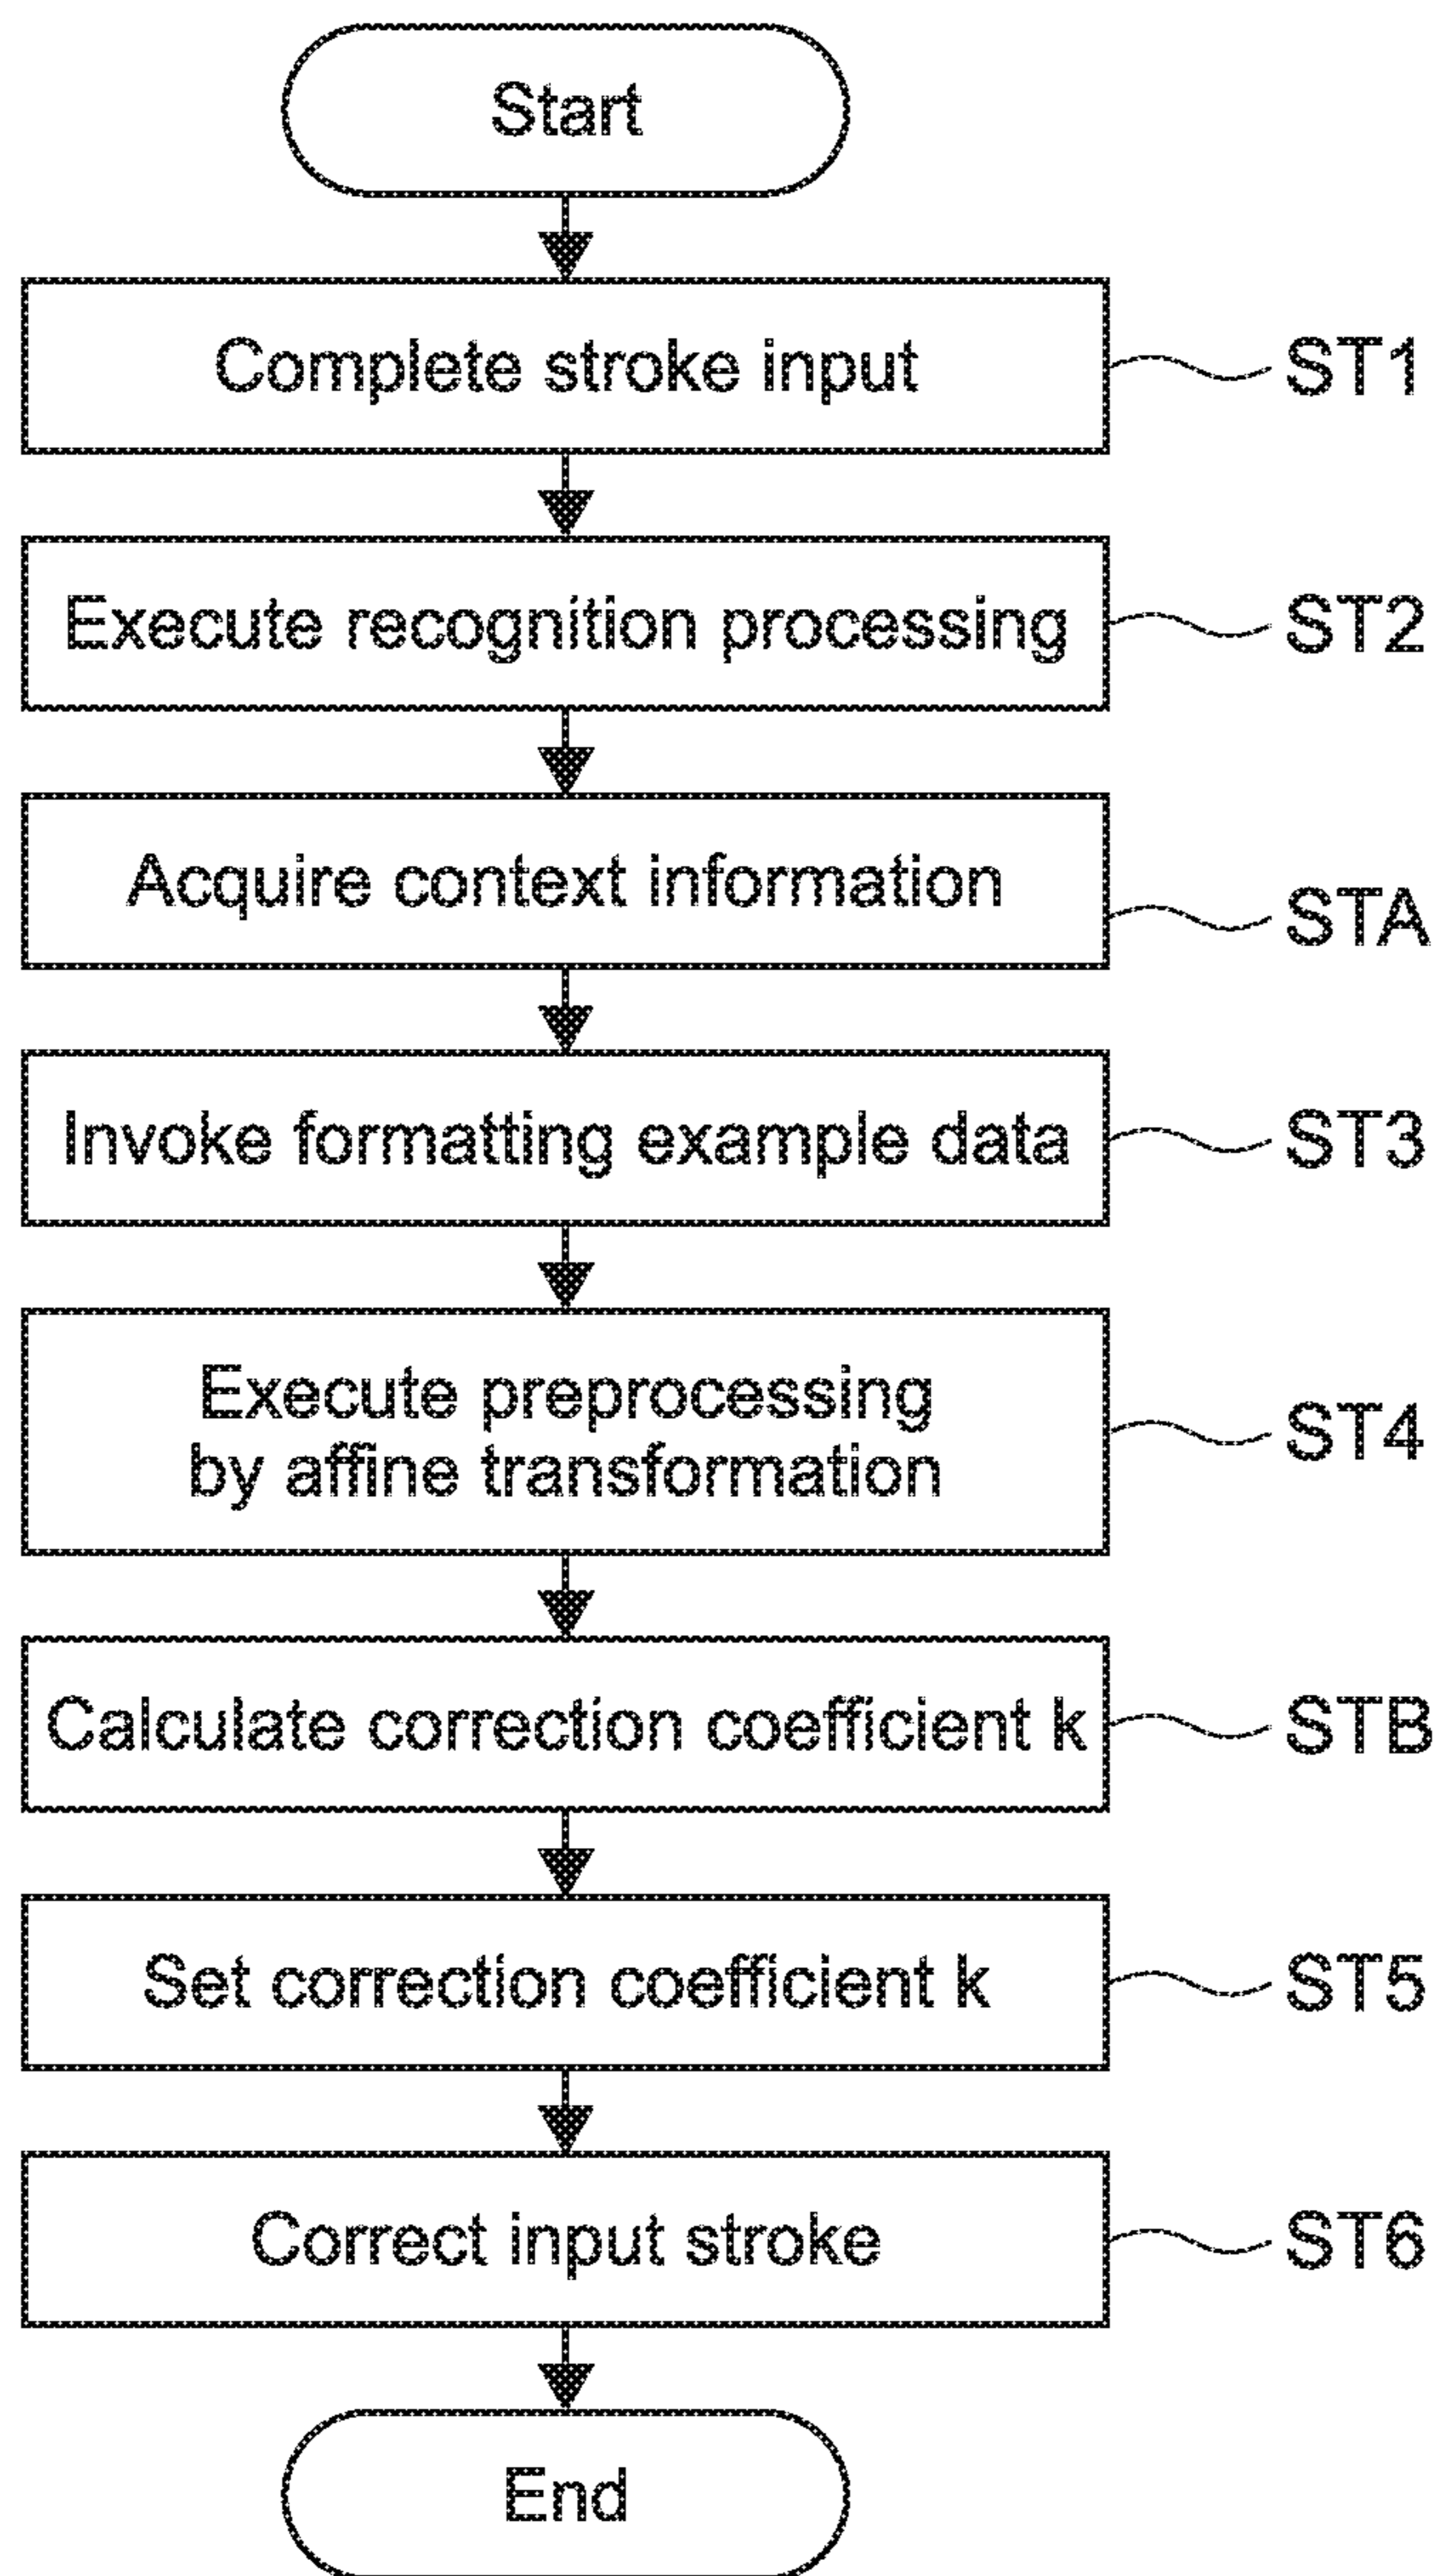 Start
Complete stroke input
ST1
Execute recognition processing
ST2
Acquire context information
STA
Invoke formatting example data
ST3
Execute preprocessing
by affine transformation
ST4
Calculate correction coefficient k
STB
Set correction coefficient k
ST5
Correct input stroke
ST6
End